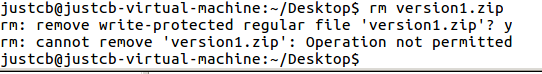 justcb@justcb-virtual-machine:~/Desktop$ rm version1.zip
rm: remove write-protected regular file 'version1.zip'? y
rm: cannot remove 'version1.zip': Operation not permitted
justcb@justcb-virtual-machine:~/Desktop$